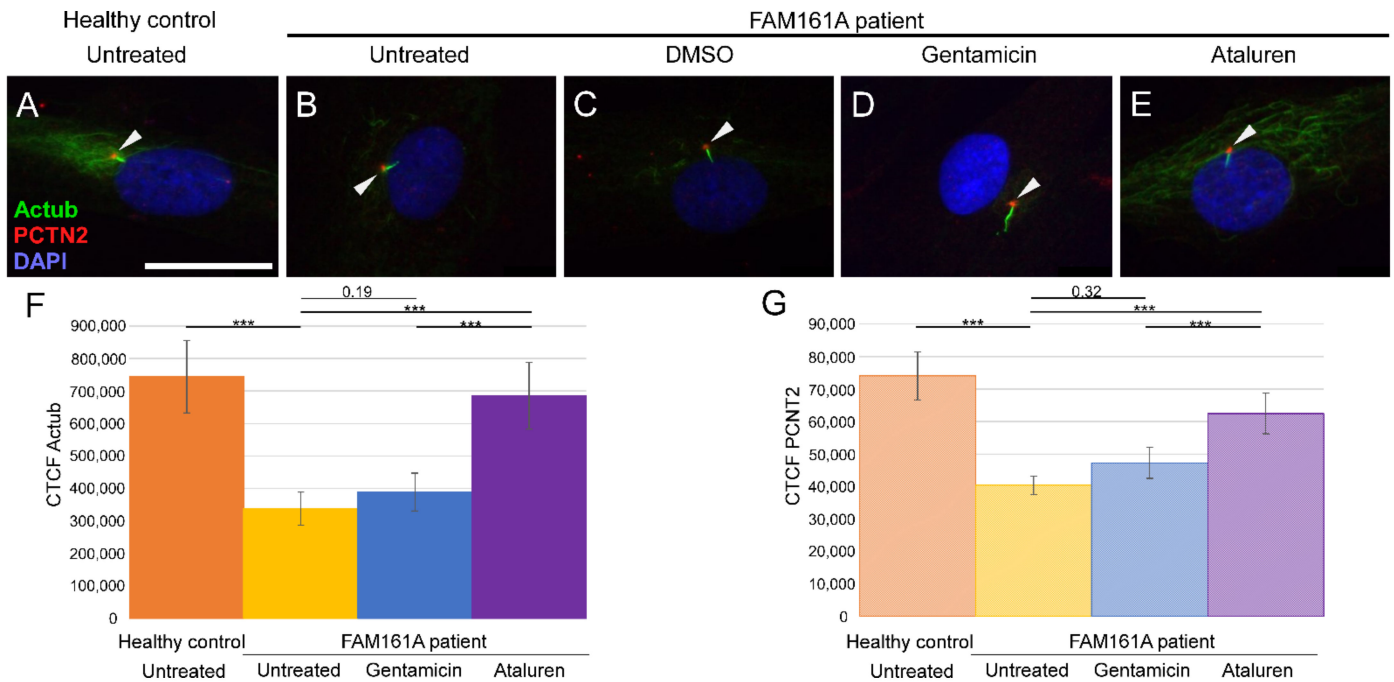 Healthy control
FAM161A patient
Untreated
Untreated
DMSO
Gentamicin
Ataluren
A
B
C
D
E
Actub
PCTN2
DAPI
F
0.19
***
***
***
900,000
800,000
700,000
600,000
500,000
400,000
300,000
200,000
100,000
0
CTCF Actub
Healthy control
FAM161A patient
Untreated
Untreated
Gentamicin
Ataluren
G
0.32
***
***
***
90,000
80,000
70,000
60,000
50,000
40,000
30,000
20,000
10,000
0
CTCF PCNT2
Healthy control
FAM161A patient
Untreated
Untreated
Gentamicin
Ataluren